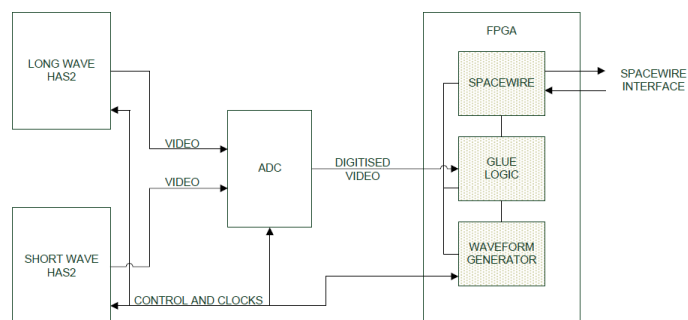 FPGA
LONG WAVE
HAS2
SPACEWIRE
SPACEWIRE
INTERFACE
VIDEO
ADC
DIGITISED
VIDEO
GLUE
LOGIC
VIDEO
SHORT WAVE
HAS2
WAVEFORM
GENERATOR
CONTROL AND CLOCKS